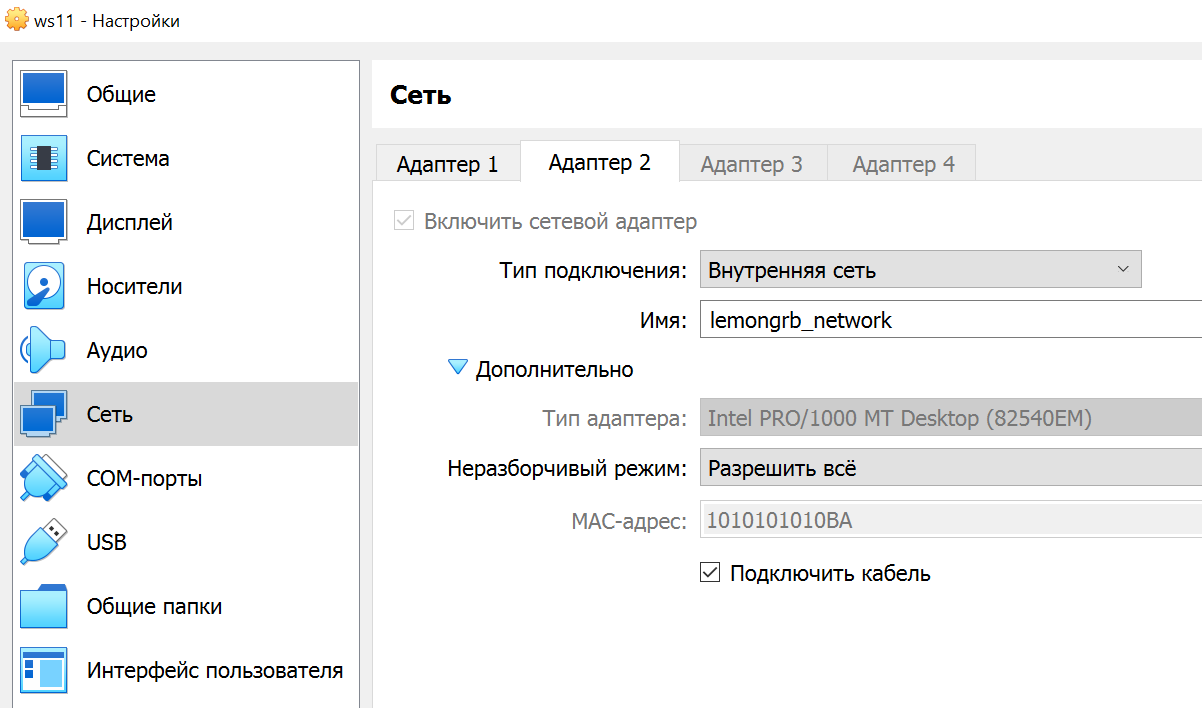 ws11 - Настройки
Общие
Система
Дисплей
Носители
Аудио
Сеть
COM-порты
USB
Общие папки
Интерфейс пользователя
Сеть
Адаптер 1 Адаптер 2 Адаптер 3 Адаптер 4
Включить сетевой адаптер
Тип подключения: Внутренняя сеть
Имя: lemongrb_network
Дополнительно
Тип адаптера: Intel PRO/1000 MT Desktop (82540EM)
Неразборчивый режим: Разрешить всё
MAC-адрес: 1010101010BA
Подключить кабель